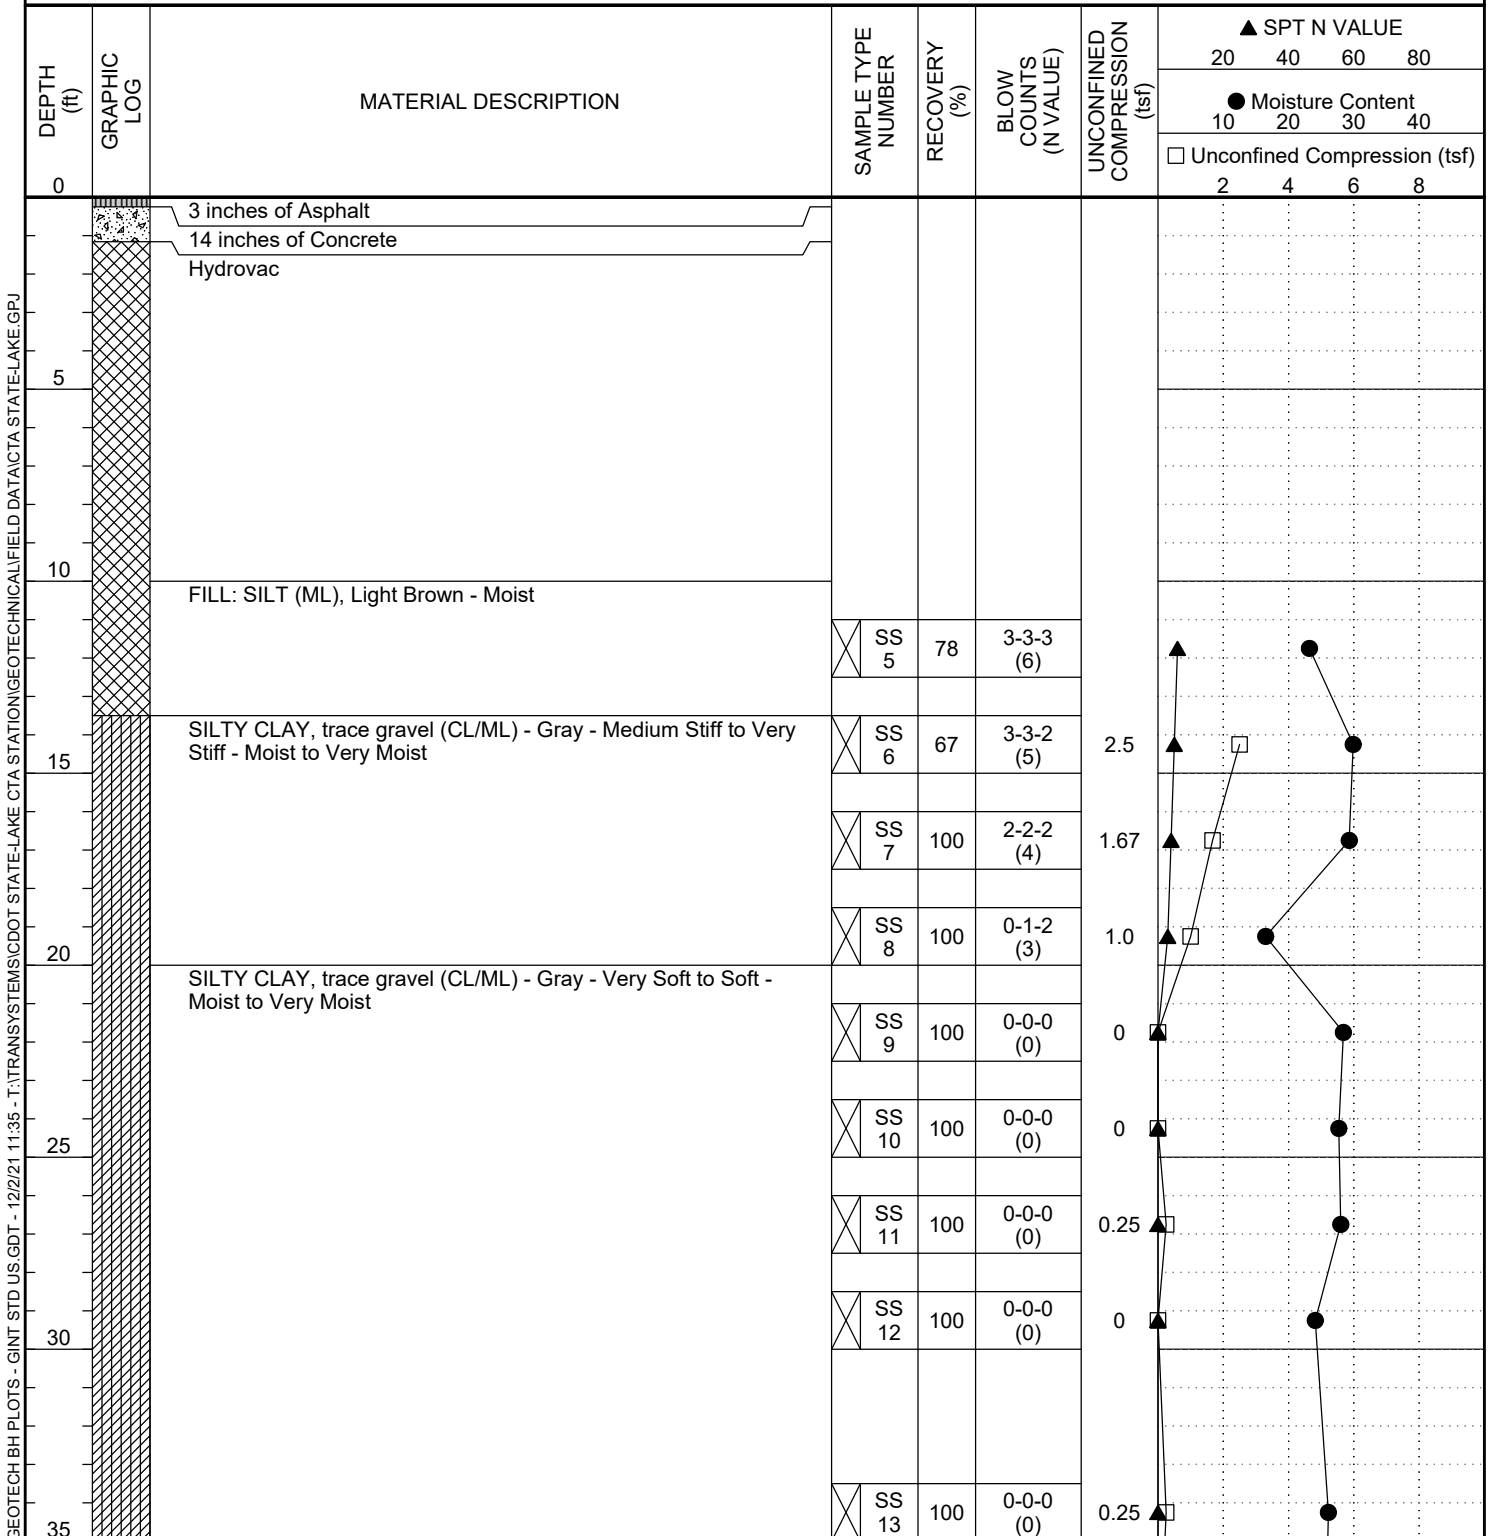 DEPTH
(ft)
GRAPHIC
LOG
MATERIAL DESCRIPTION
SAMPLE TYPE
NUMBER
RECOVERY
(%)
BLOW
COUNTS
(N VALUE)
UNCONFINED
COMPRESSION
(tsf)
▲ SPT N VALUE
20 40 60 80
● Moisture Content
10 20 30 40
□ Unconfined Compression (tsf)
2 4 6 8
0
3 inches of Asphalt
14 inches of Concrete
Hydrovac
5
10
FILL: SILT (ML), Light Brown - Moist
SS
5
78
3-3-3
(6)
SILTY CLAY, trace gravel (CL/ML) - Gray - Medium Stiff to Very
Stiff - Moist to Very Moist
SS
6
67
3-3-2
(5)
2.5
15
SS
7
100
2-2-2
(4)
1.67
SS
8
100
0-1-2
(3)
1.0
20
SILTY CLAY, trace gravel (CL/ML) - Gray - Very Soft to Soft -
Moist to Very Moist
SS
9
100
0-0-0
(0)
0
SS
10
100
0-0-0
(0)
0
25
SS
11
100
0-0-0
(0)
0.25
SS
12
100
0-0-0
(0)
0
30
SS
13
100
0-0-0
(0)
0.25
35
GEOTECH BH PLOTS - GINT STD US.GDT - 12/2/21 11:35 - T:\TRANSYSTEMS\CDOT STATE-LAKE CTA STATION\GEOTECHNICAL\FIELD DATA\CTA STATE-LAKE.GPJ